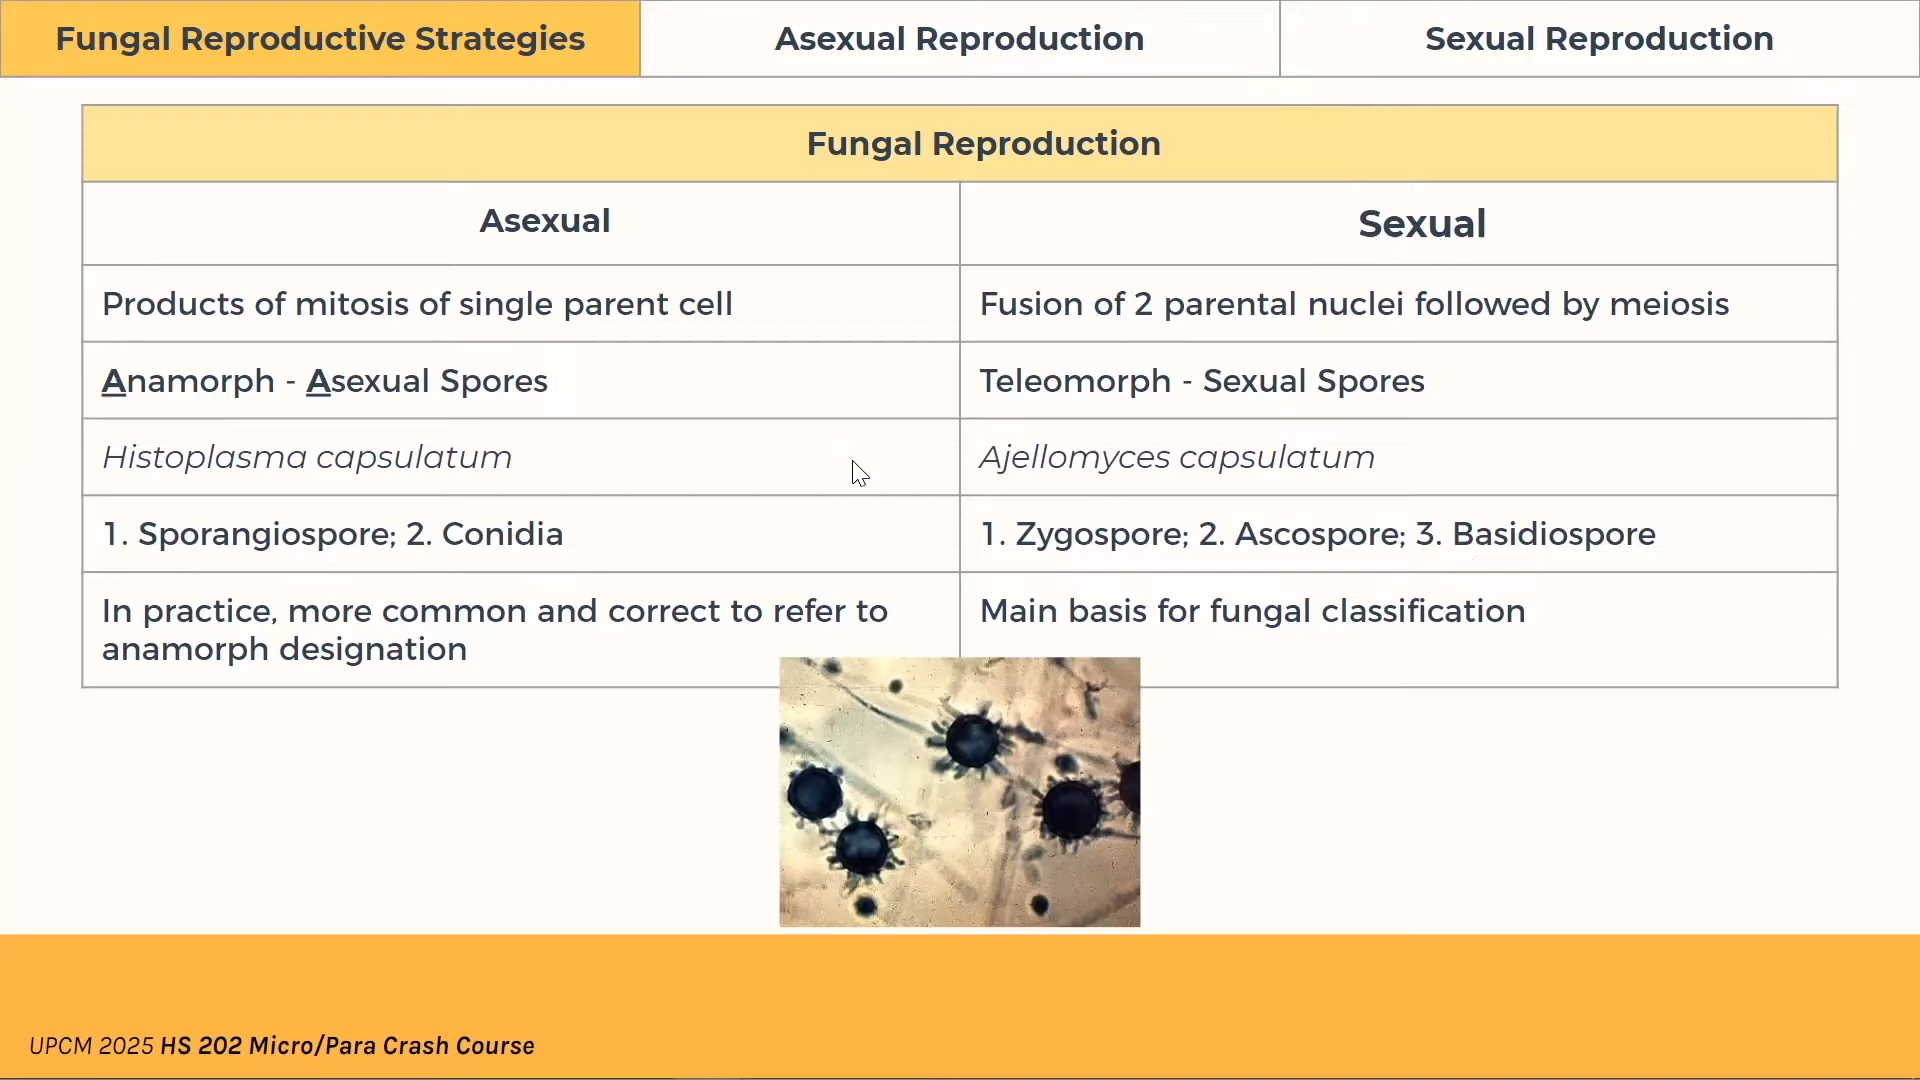 Fungal Reproductive Strategies
Asexual Reproduction
Sexual Reproduction
Fungal Reproduction
Asexual
Sexual
Products of mitosis of single parent cell
Fusion of 2 parental nuclei followed by meiosis
Anamorph - Asexual Spores
Teleomorph - Sexual Spores
Histoplasma capsulatum
Ajellomyces capsulatum
1. Sporangiospore; 2. Conidia
1. Zygospore; 2. Ascospore; 3. Basidiospore
In practice, more common and correct to refer to
anamorph designation
Main basis for fungal classification
UPCM 2025 HS 202 Micro/Para Crash Course